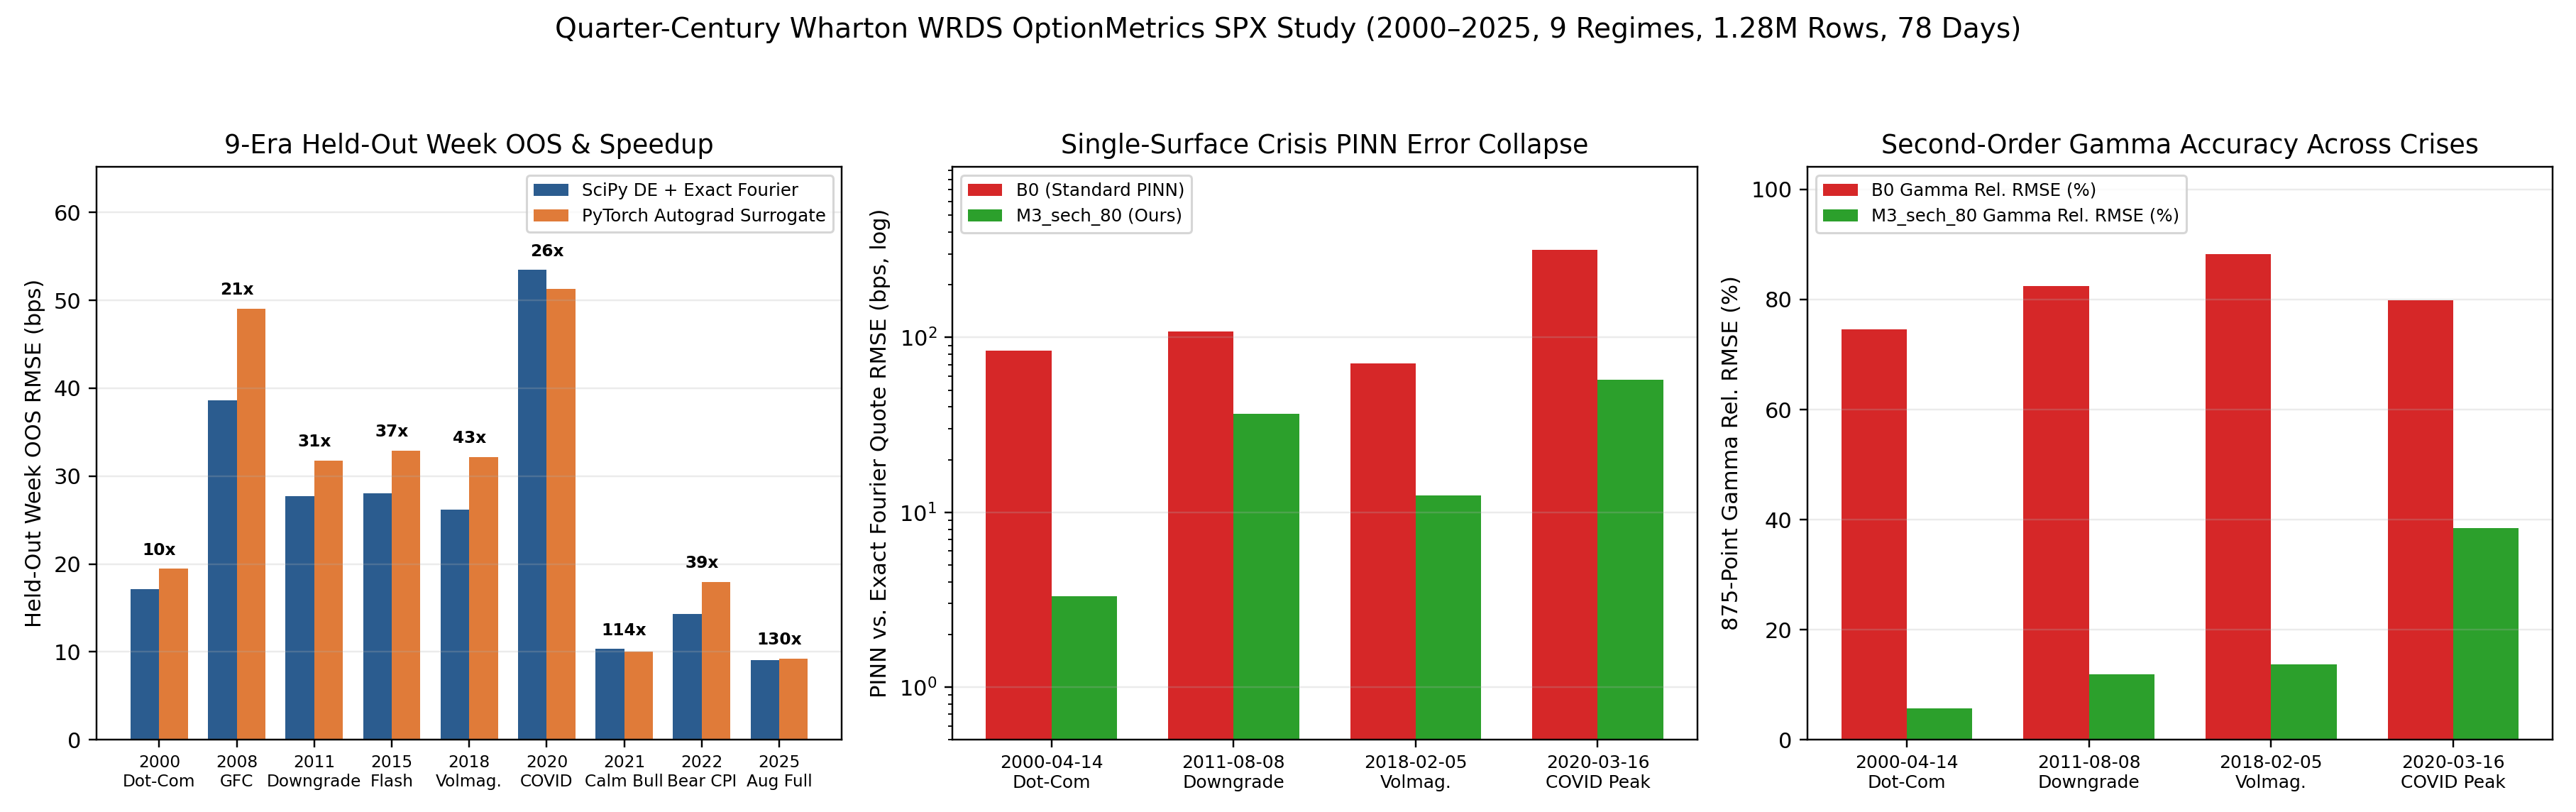 Quarter-Century Wharton WRDS OptionMetrics SPX Study (2000–2025, 9 Regimes, 1.28M Rows, 78 Days)
9-Era Held-Out Week OOS & Speedup
Held-Out Week OOS RMSE (bps)
60
50
40
30
20
10
0
SciPy DE + Exact Fourier
PyTorch Autograd Surrogate
10x
21x
31x
37x
43x
26x
114x
39x
130x
2000
Dot-Com
2008
GFC
2011
Downgrade
2015
Flash
2018
Volmag.
2020
COVID
2021
Calm Bull
2022
Bear CPI
2025
Aug Full
Single-Surface Crisis PINN Error Collapse
PINN vs. Exact Fourier Quote RMSE (bps, log)
10²
10¹
10⁰
B0 (Standard PINN)
M3_sech_80 (Ours)
2000-04-14
Dot-Com
2011-08-08
Downgrade
2018-02-05
Volmag.
2020-03-16
COVID Peak
Second-Order Gamma Accuracy Across Crises
875-Point Gamma Rel. RMSE (%)
100
80
60
40
20
0
B0 Gamma Rel. RMSE (%)
M3_sech_80 Gamma Rel. RMSE (%)
2000-04-14
Dot-Com
2011-08-08
Downgrade
2018-02-05
Volmag.
2020-03-16
COVID Peak